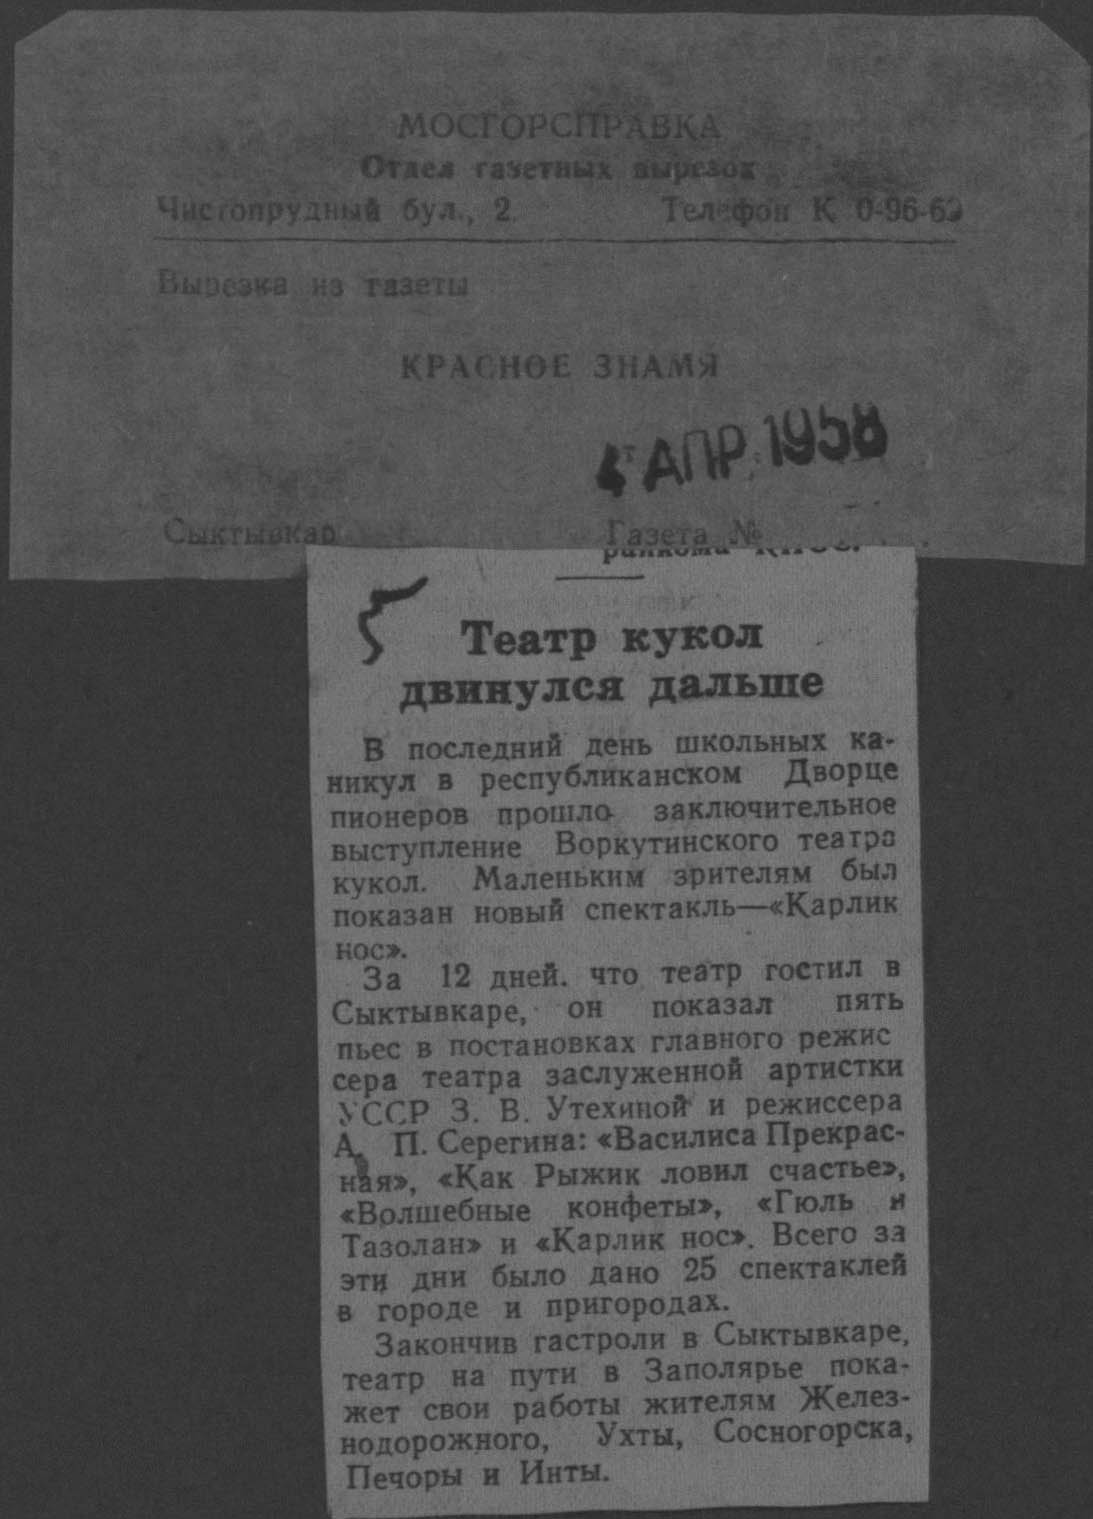 МОСГОРСПРАВКА
Отдел газетных вырезок
Чистопрудный бул., 2. Телефон К 0-96-69
Вырезка из газеты
КРАСНОЕ ЗНАМЯ
4 АПР 1958
Сыктывкар Газета №
райкома КПСС.
5
Театр кукол
двинулся дальше
В последний день школьных ка-
никул в республиканском Дворце
пионеров прошло заключительное
выступление Воркутинского театра
кукол. Маленьким зрителям был
показан новый спектакль—«Карлик
нос».
За 12 дней. что театр гостил в
Сыктывкаре, он показал пять
пьес в постановках главного режис
сера театра заслуженной артистки
УССР З. В. Утехиной и режиссера
А. П. Серегина: «Василиса Прекрас-
ная», «Как Рыжик ловил счастье»,
«Волшебные конфеты», «Гюль и
Тазолан» и «Карлик нос». Всего за
эти дни было дано 25 спектаклей
в городе и пригородах.
Закончив гастроли в Сыктывкаре,
театр на пути в Заполярье пока-
жет свои работы жителям Желез-
нодорожного, Ухты, Сосногорска,
Печоры и Инты.